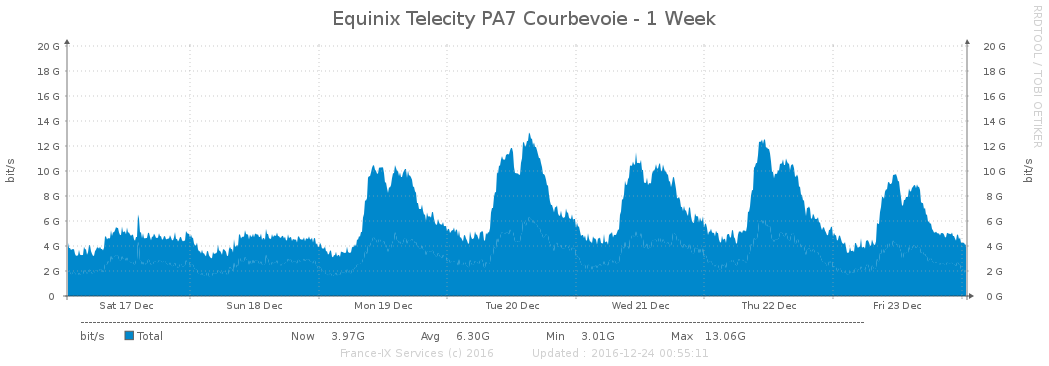 Equinix Telecity PA7 Courbevoie - 1 Week
RRDTOOL / TOBI OETIKER
20 G 20 G
18 G 18 G
16 G 16 G
14 G 14 G
12 G 12 G
10 G 10 G
8 G 8 G
6 G 6 G
4 G 4 G
2 G 2 G
0 0 G
bit/s bit/s
Sat 17 Dec Sun 18 Dec Mon 19 Dec Tue 20 Dec Wed 21 Dec Thu 22 Dec Fri 23 Dec
bit/s Total Now 3.97G Avg 6.30G Min 3.01G Max 13.06G
France-IX Services (c) 2016 Updated : 2016-12-24 00:55:11